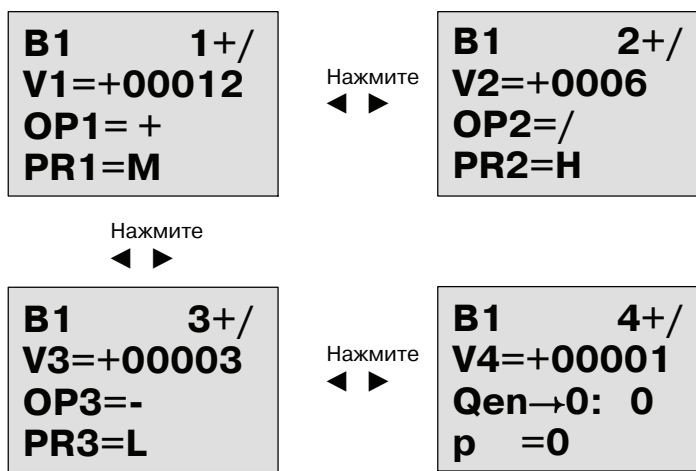 B1 1+/
V1=+00012
OP1= +
PR1=M
Нажмите
◄ ►
B1 2+/
V2=+0006
OP2=/
PR2=H
Нажмите
◄ ►
B1 3+/
V3=+00003
OP3=-
PR3=L
Нажмите
◄ ►
B1 4+/
V4=+00001
Qen→0: 0
p =0